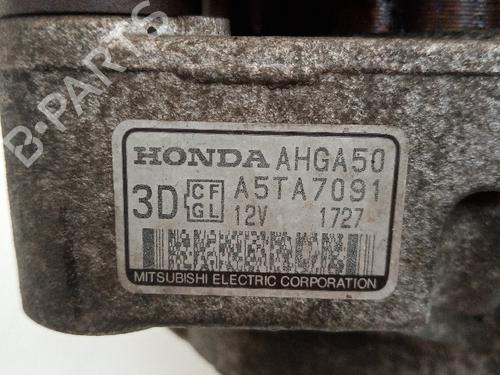 B-PARTS
HONDA AHGA50
3D CF GL A5TA7091
12V 1727
MITSUBISHI ELECTRIC CORPORATION